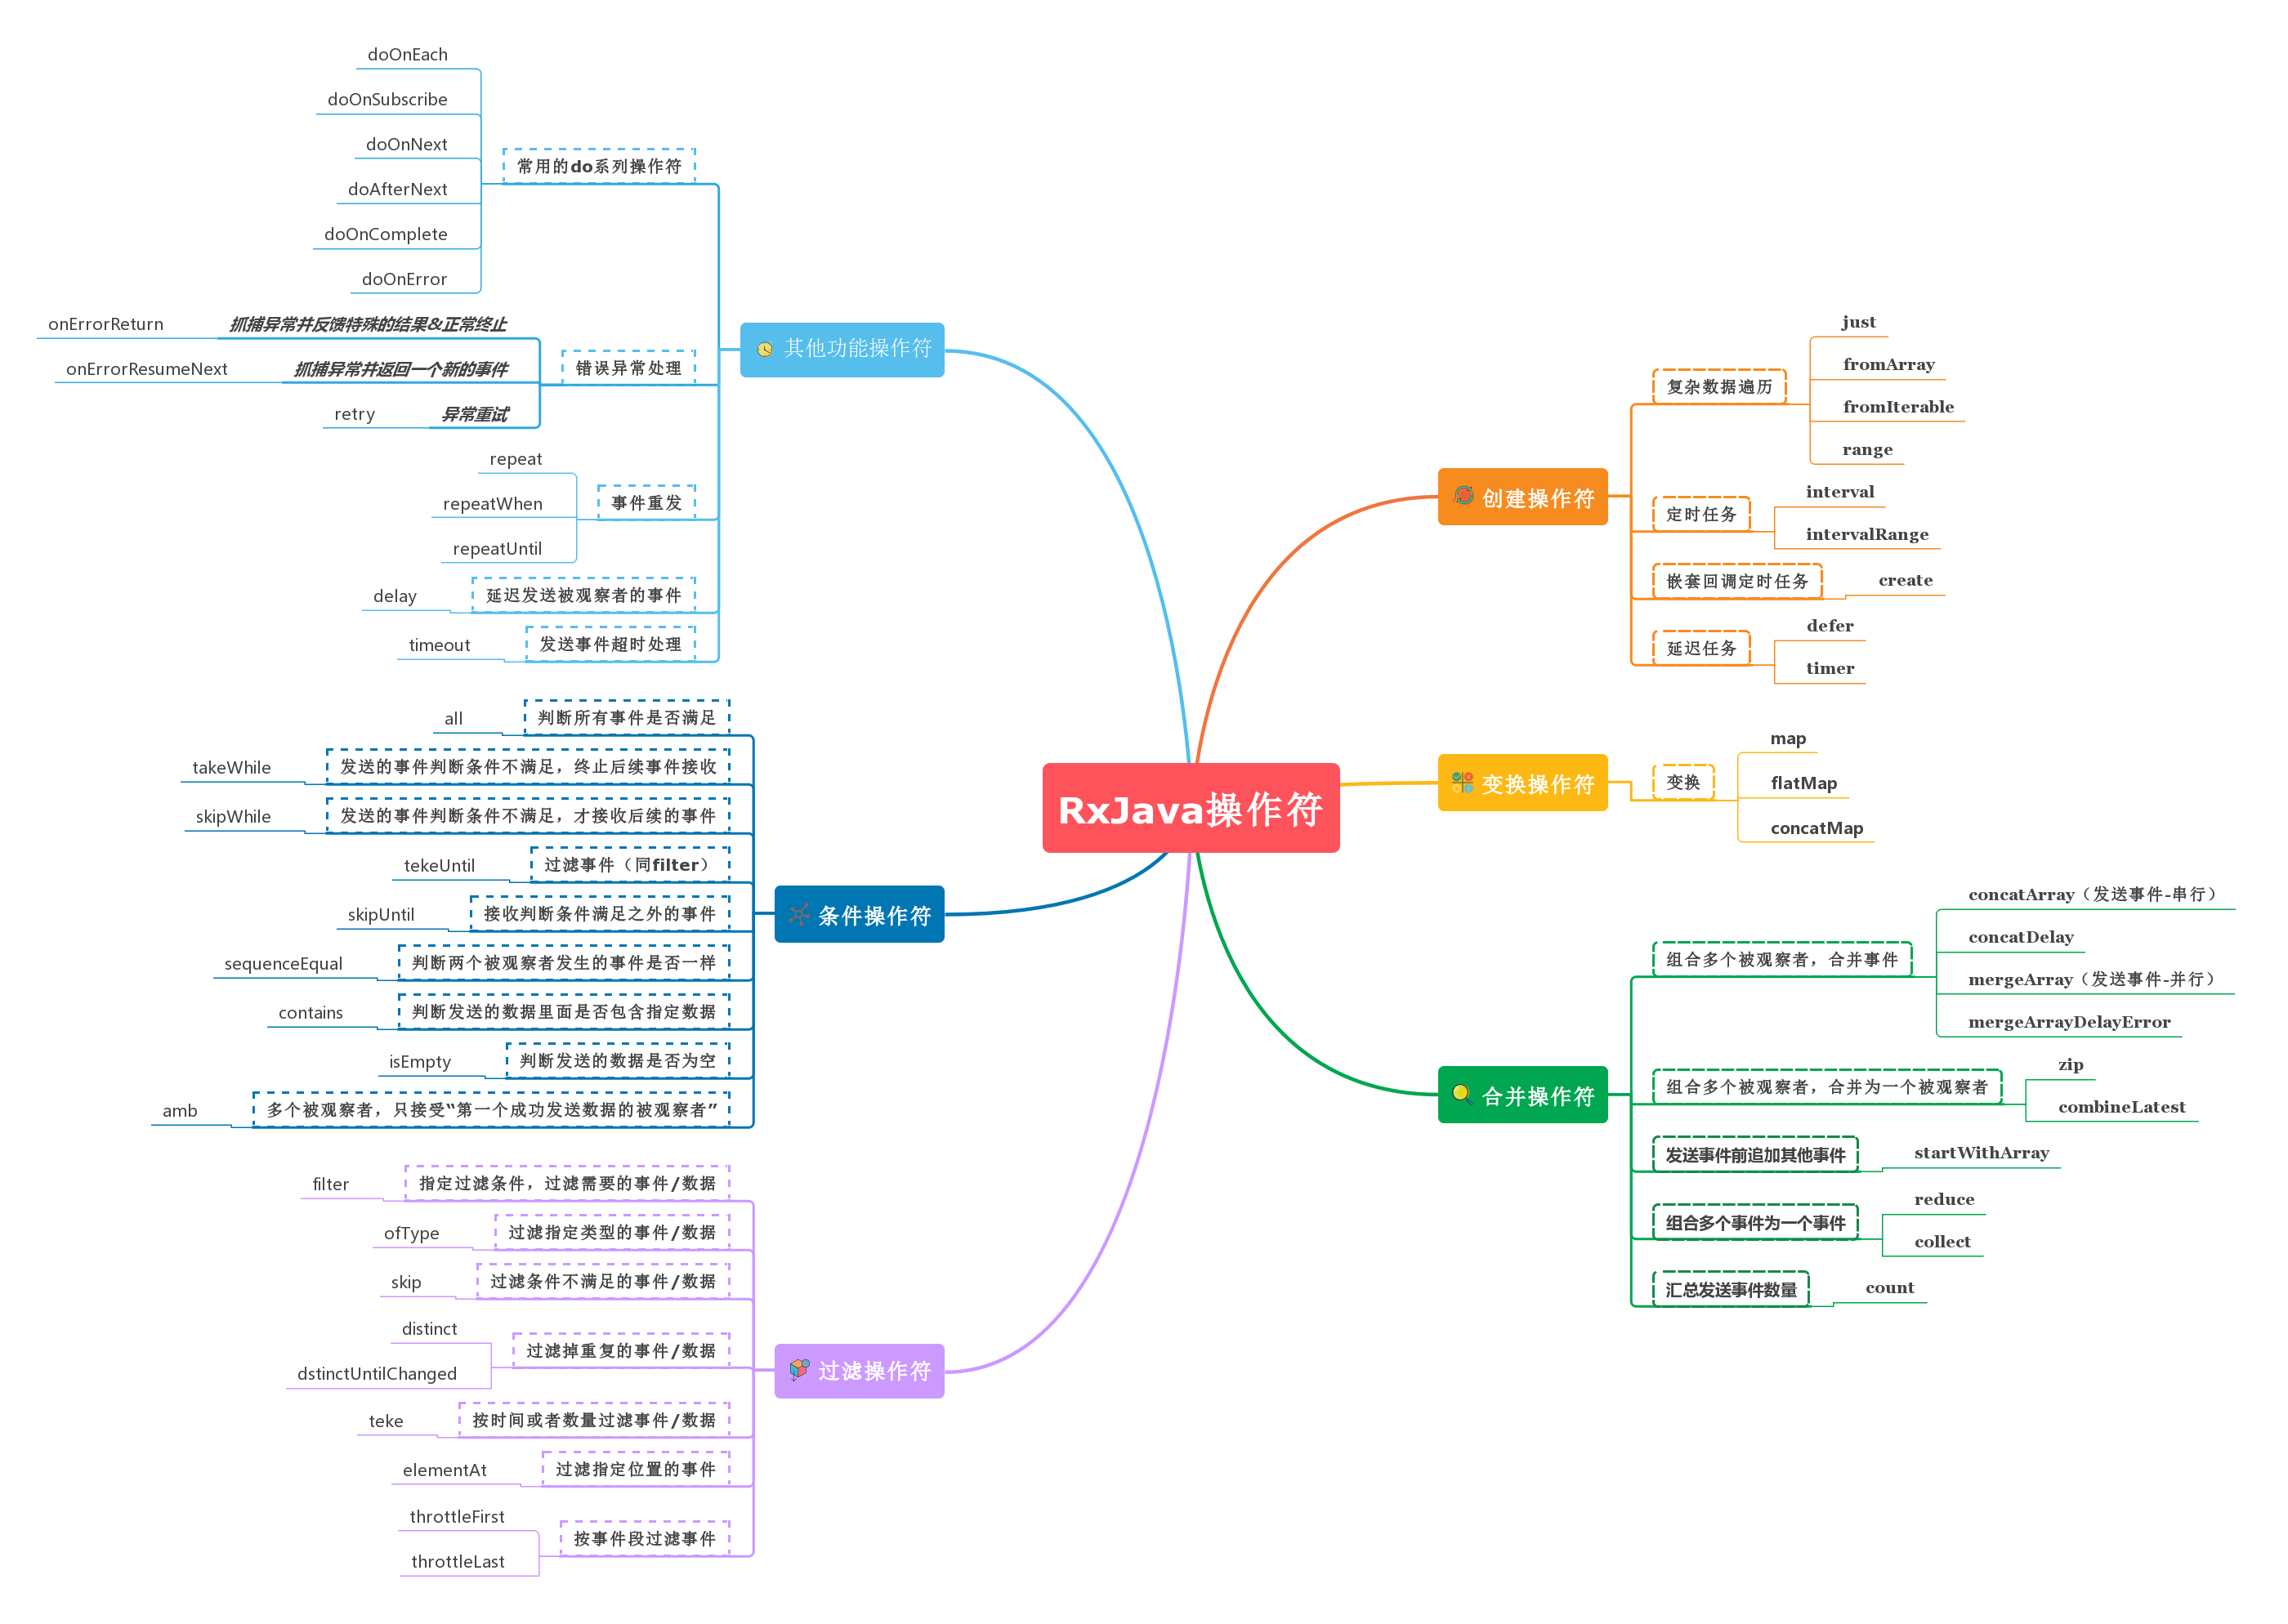 RxJava操作符
创建操作符
复杂数据遍历
just
fromArray
fromIterable
range
定时任务
interval
intervalRange
嵌套回调定时任务
create
延迟任务
defer
timer
变换操作符
变换
map
flatMap
concatMap
合并操作符
组合多个被观察者，合并事件
concatArray（发送事件-串行）
concatDelay
mergeArray（发送事件-并行）
mergeArrayDelayError
组合多个被观察者，合并为一个被观察者
zip
combineLatest
发送事件前追加其他事件
startWithArray
组合多个事件为一个事件
reduce
collect
汇总发送事件数量
count
其他功能操作符
常用的do系列操作符
doOnEach
doOnSubscribe
doOnNext
doAfterNext
doOnComplete
doOnError
错误异常处理
抓捕异常并反馈特殊的结果&正常终止
onErrorReturn
抓捕异常并返回一个新的事件
onErrorResumeNext
异常重试
retry
事件重发
repeat
repeatWhen
repeatUntil
延迟发送被观察者的事件
delay
发送事件超时处理
timeout
条件操作符
判断所有事件是否满足
all
发送的事件判断条件不满足，终止后续事件接收
takeWhile
发送的事件判断条件不满足，才接收后续的事件
skipWhile
过滤事件（同filter）
tekeUntil
接收判断条件满足之外的事件
skipUntil
判断两个被观察者发生的事件是否一样
sequenceEqual
判断发送的数据里面是否包含指定数据
contains
判断发送的数据是否为空
isEmpty
多个被观察者，只接受“第一个成功发送数据的被观察者”
amb
过滤操作符
指定过滤条件，过滤需要的事件/数据
filter
过滤指定类型的事件/数据
ofType
过滤条件不满足的事件/数据
skip
过滤掉重复的事件/数据
distinct
dstinctUntilChanged
按时间或者数量过滤事件/数据
teke
过滤指定位置的事件
elementAt
按事件段过滤事件
throttleFirst
throttleLast